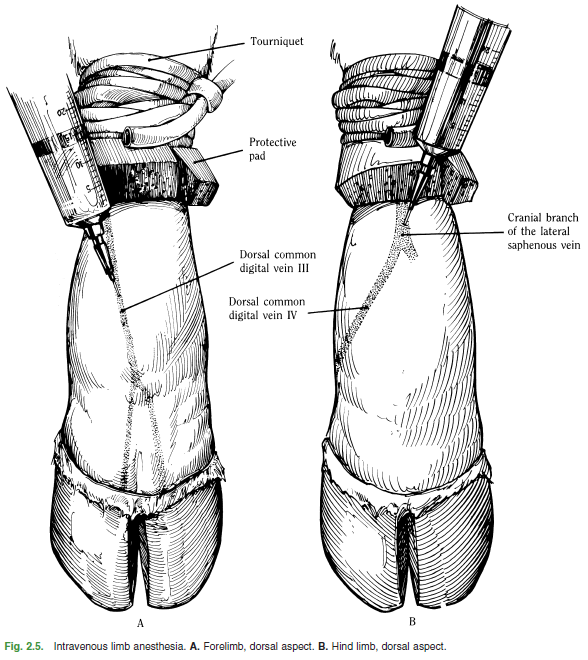 Tourniquet
Protective
pad
Cranial branch
of the lateral
saphenous vein
Dorsal common
digital vein III
Dorsal common
digital vein IV
A
B
Fig. 2.5. Intravenous limb anesthesia. A. Forelimb, dorsal aspect. B. Hind limb, dorsal aspect.